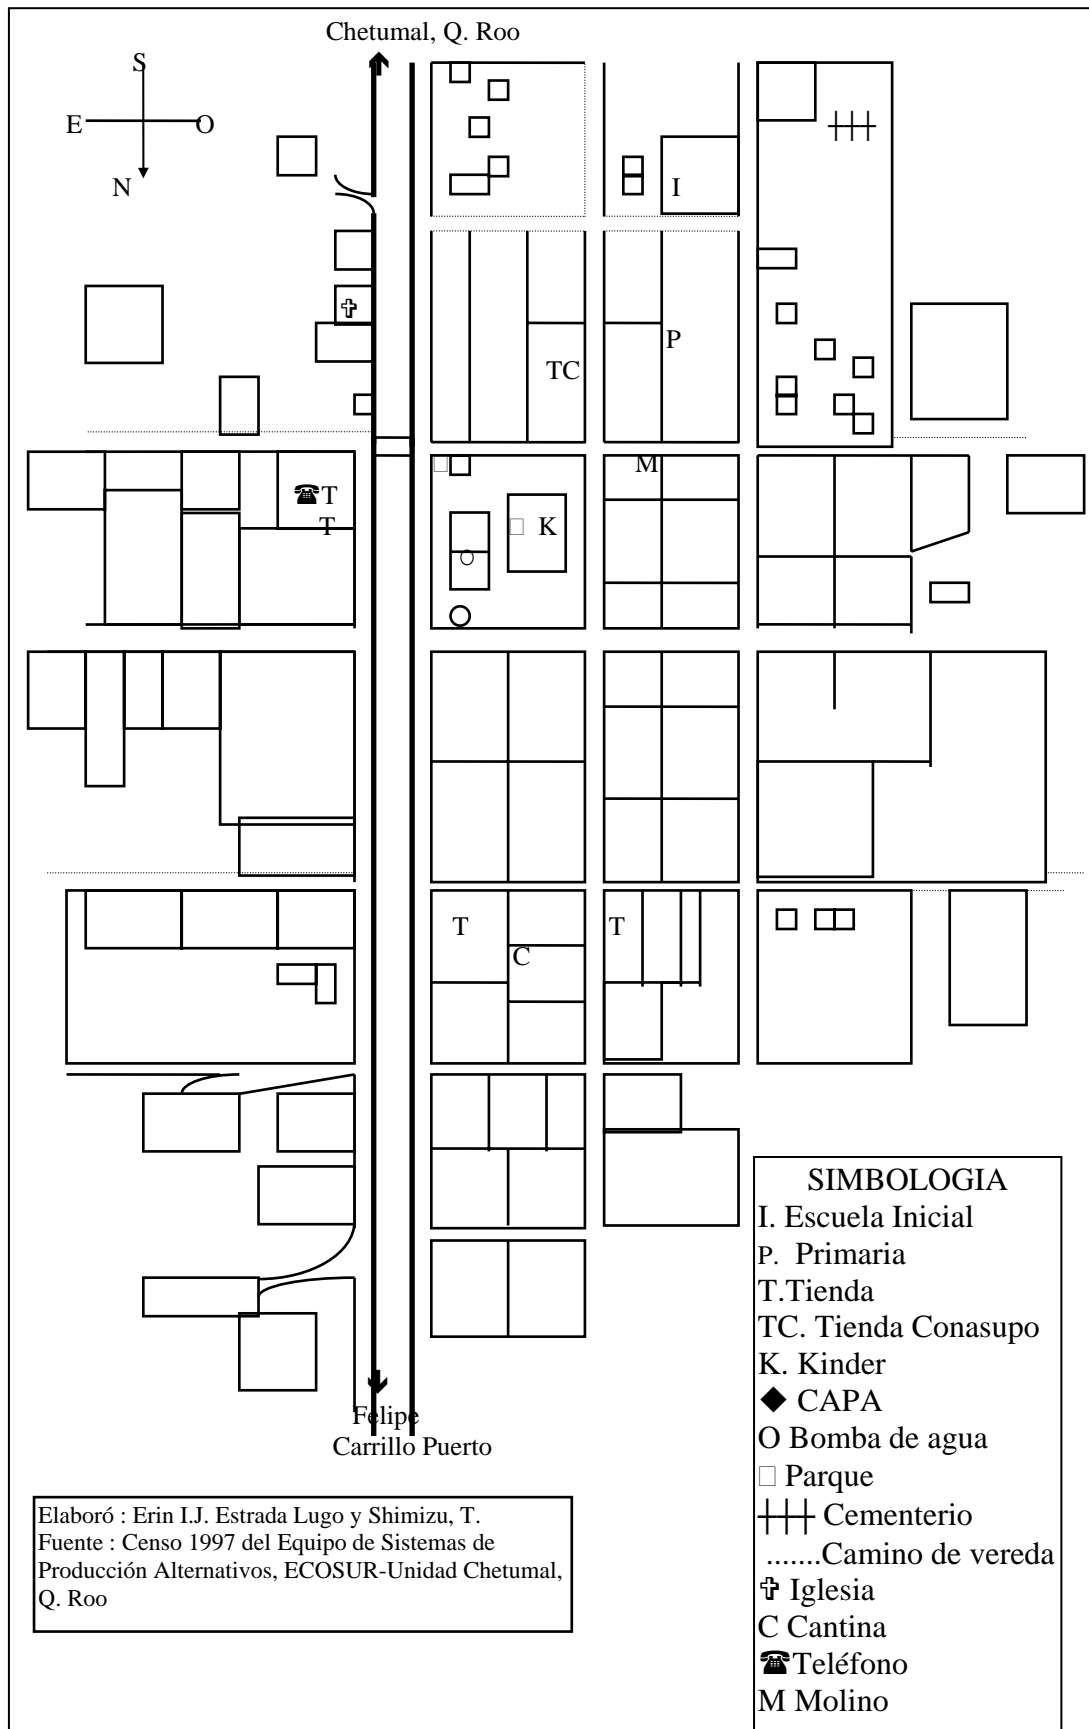 Chetumal, Q. Roo
S
E O
N
I
P
TC
M
☎T
T
□
□ K
O
T
T
C
Felipe
Carrillo Puerto
SIMBOLOGIA
I. Escuela Inicial
P. Primaria
T.Tienda
TC. Tienda Conasupo
K. Kinder
◆ CAPA
O Bomba de agua
□ Parque
┼┼┼ Cementerio
.......Camino de vereda
✞ Iglesia
C Cantina
☎Teléfono
M Molino
Elaboró : Erin I.J. Estrada Lugo y Shimizu, T.
Fuente : Censo 1997 del Equipo de Sistemas de
Producción Alternativos, ECOSUR-Unidad Chetumal,
Q. Roo